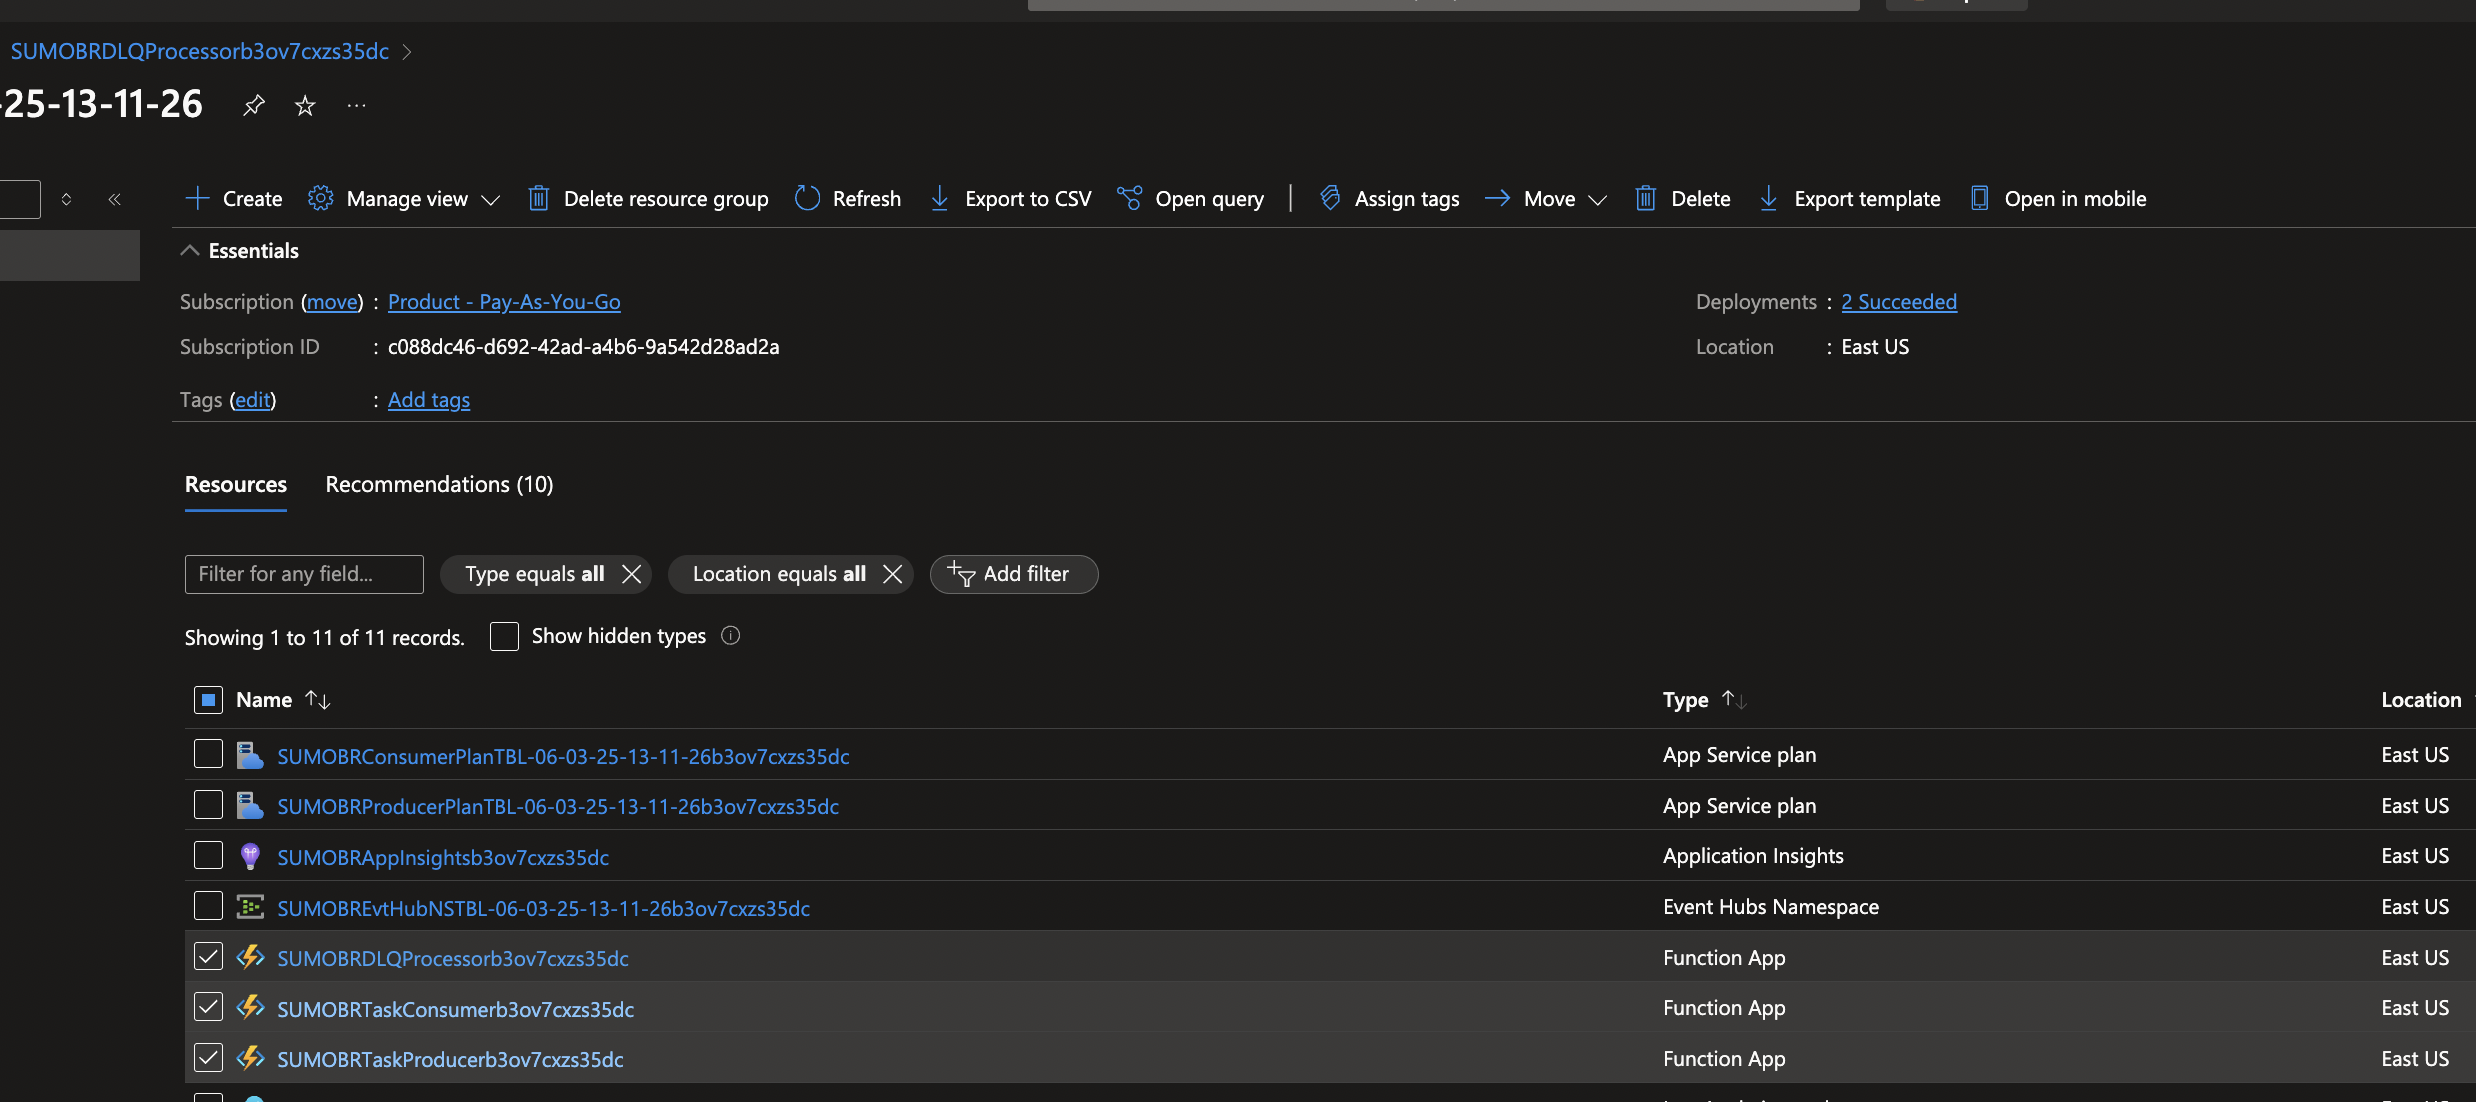 SUMOBRDLQProcessorb3ov7cxzs35dc
-25-13-11-26
Create Manage view Delete resource group Refresh Export to CSV Open query Assign tags Move Delete Export template Open in mobile
Essentials
Subscription (move) : Product - Pay-As-You-Go
Deployments : 2 Succeeded
Subscription ID : c088dc46-d692-42ad-a4b6-9a542d28ad2a
Location : East US
Tags (edit) : Add tags
Resources Recommendations (10)
Filter for any field... Type equals all Location equals all Add filter
Showing 1 to 11 of 11 records. Show hidden types
Name Type Location
SUMOBRConsumerPlanTBL-06-03-25-13-11-26b3ov7cxzs35dc App Service plan East US
SUMOBRProducerPlanTBL-06-03-25-13-11-26b3ov7cxzs35dc App Service plan East US
SUMOBRAppInsightsb3ov7cxzs35dc Application Insights East US
SUMOBREvtHubNSTBL-06-03-25-13-11-26b3ov7cxzs35dc Event Hubs Namespace East US
SUMOBRDLQProcessorb3ov7cxzs35dc Function App East US
SUMOBRTaskConsumerb3ov7cxzs35dc Function App East US
SUMOBRTaskProducerb3ov7cxzs35dc Function App East US